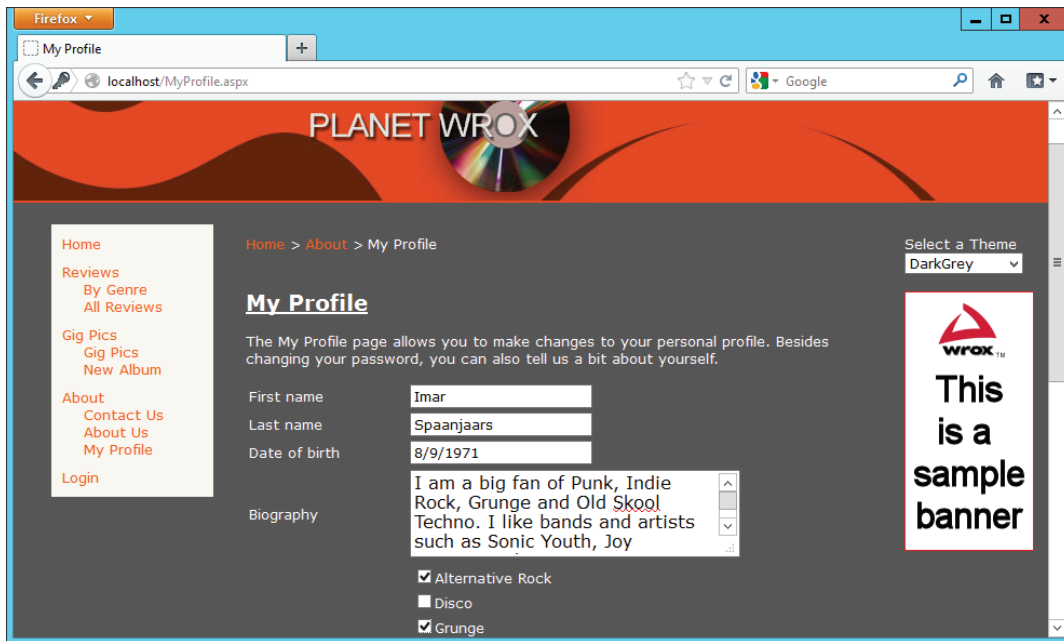 Firefox
My Profile
localhost/MyProfile.aspx
Google
PLANET WROX
Home
Reviews
By Genre
All Reviews
Gig Pics
Gig Pics
New Album
About
Contact Us
About Us
My Profile
Login
Home > About > My Profile
My Profile
The My Profile page allows you to make changes to your personal profile. Besides
changing your password, you can also tell us a bit about yourself.
First name Imar
Last name Spaanjaars
Date of birth 8/9/1971
Biography
I am a big fan of Punk, Indie
Rock, Grunge and Old Skool
Techno. I like bands and artists
such as Sonic Youth, Joy
Alternative Rock
Disco
Grunge
Select a Theme
DarkGrey
wrox TM
This
is a
sample
banner